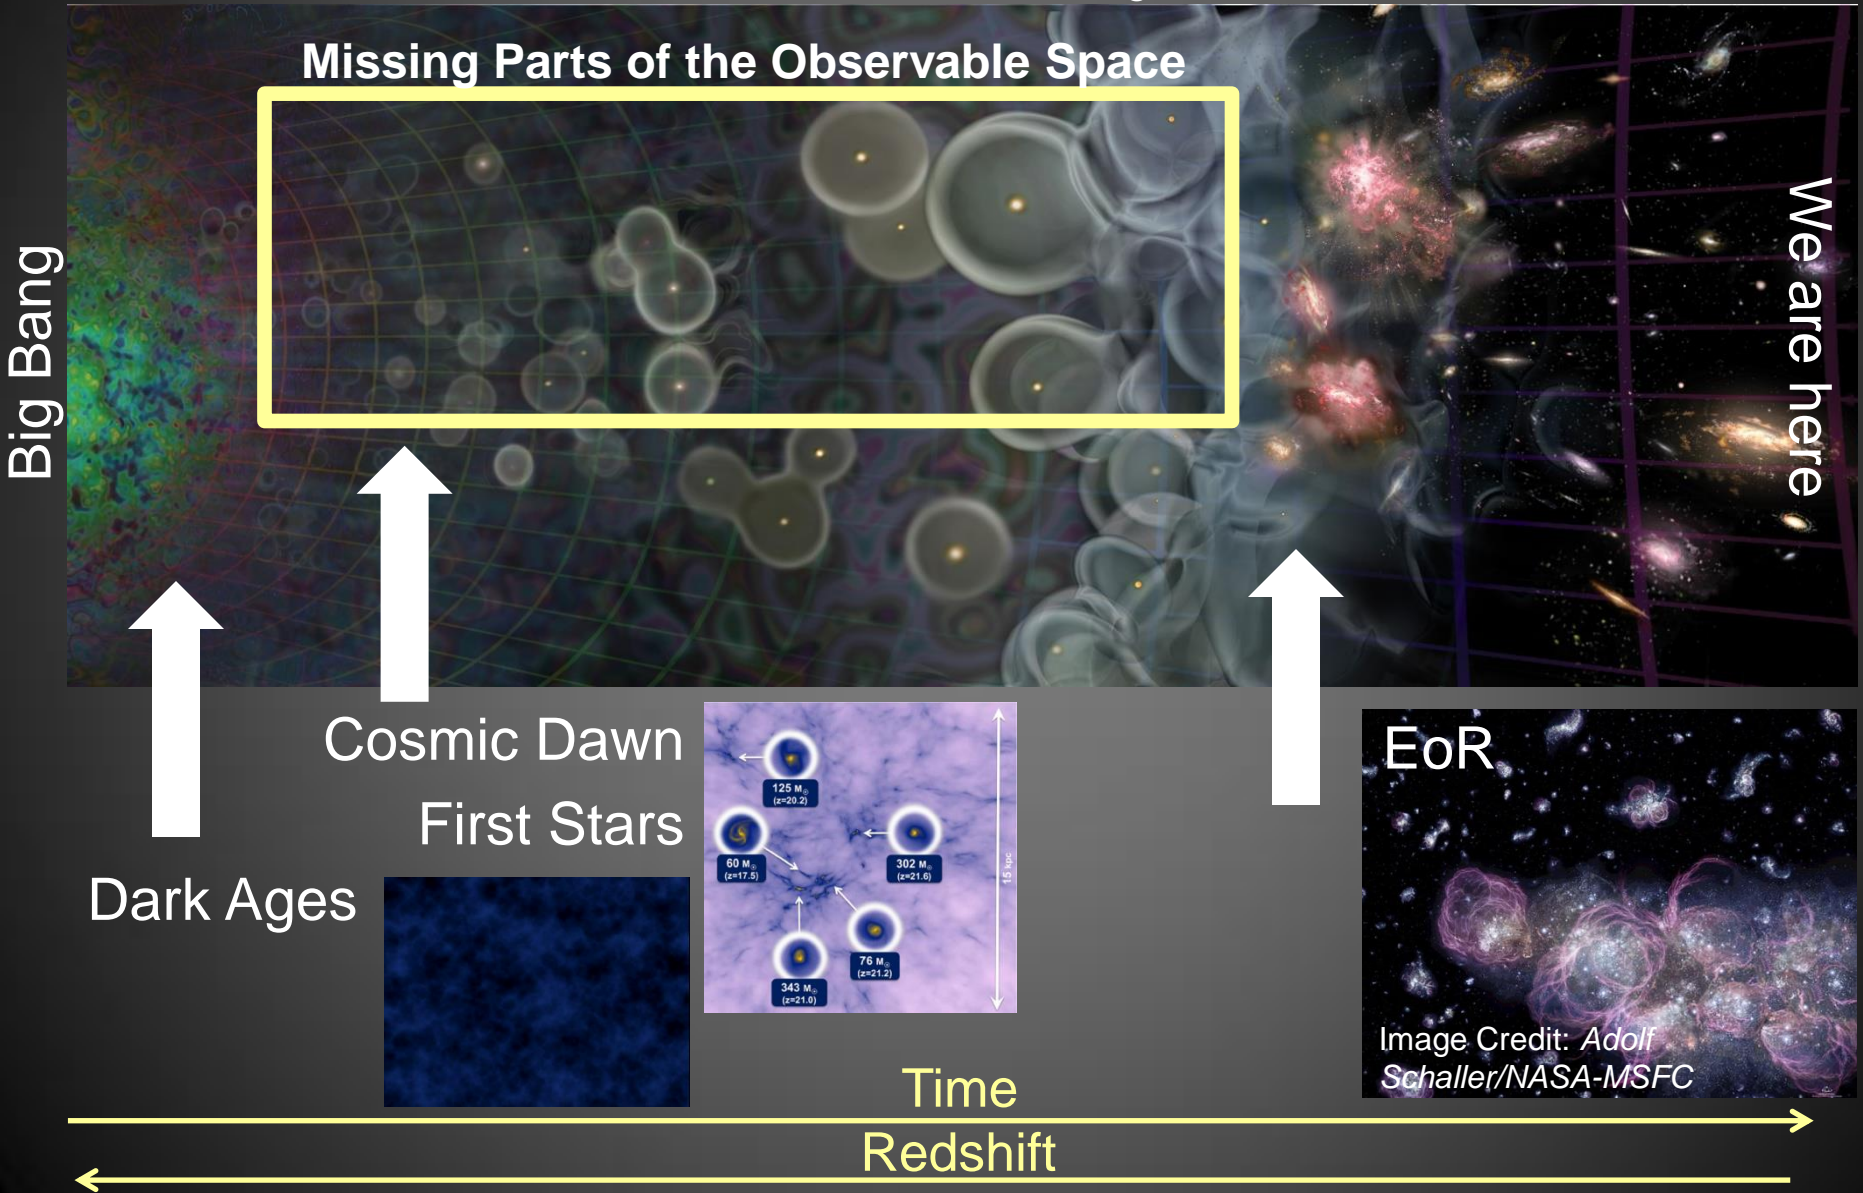 Missing Parts of the Observable Space
Big Bang
We are here
Cosmic Dawn
First Stars
Dark Ages
125 M☉
(z=20.2)
60 M☉
(z=17.5)
302 M☉
(z=21.6)
76 M☉
(z=21.2)
343 M☉
(z=21.0)
15 kpc
EoR
Image Credit: Adolf
Schaller/NASA-MSFC
Time
Redshift